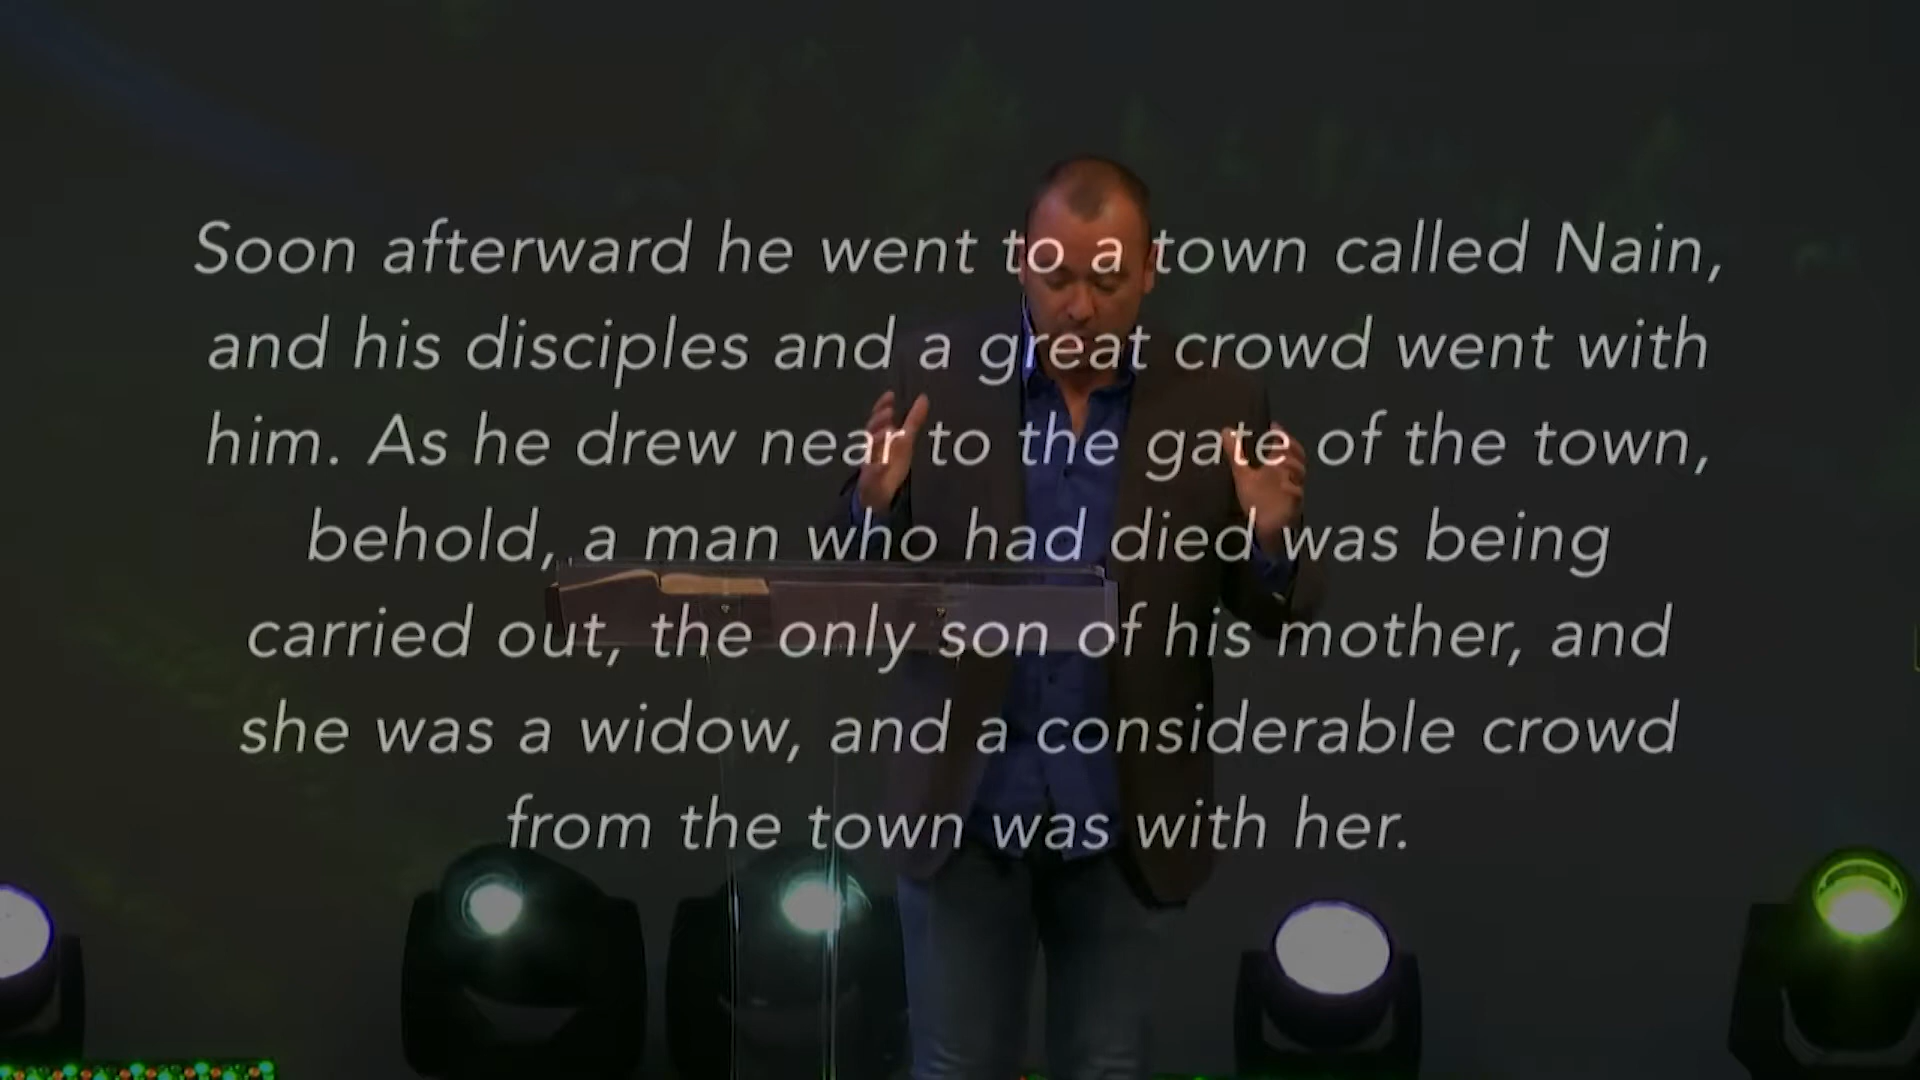 Soon afterward he went to a town called Nain,
and his disciples and a great crowd went with
him. As he drew near to the gate of the town,
behold, a man who had died was being
carried out, the only son of his mother, and
she was a widow, and a considerable crowd
from the town was with her.